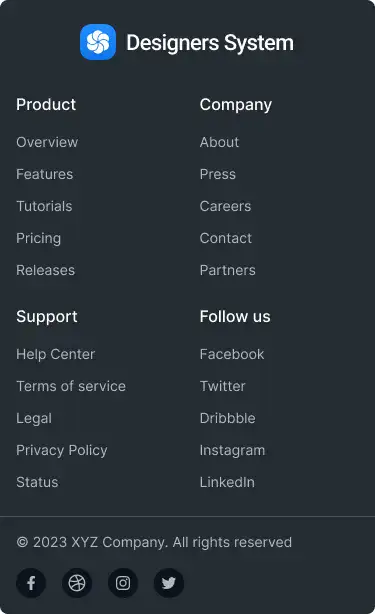 Designers System
Product
Overview
Features
Tutorials
Pricing
Releases
Company
About
Press
Careers
Contact
Partners
Support
Help Center
Terms of service
Legal
Privacy Policy
Status
Follow us
Facebook
Twitter
Dribbble
Instagram
LinkedIn
© 2023 XYZ Company. All rights reserved